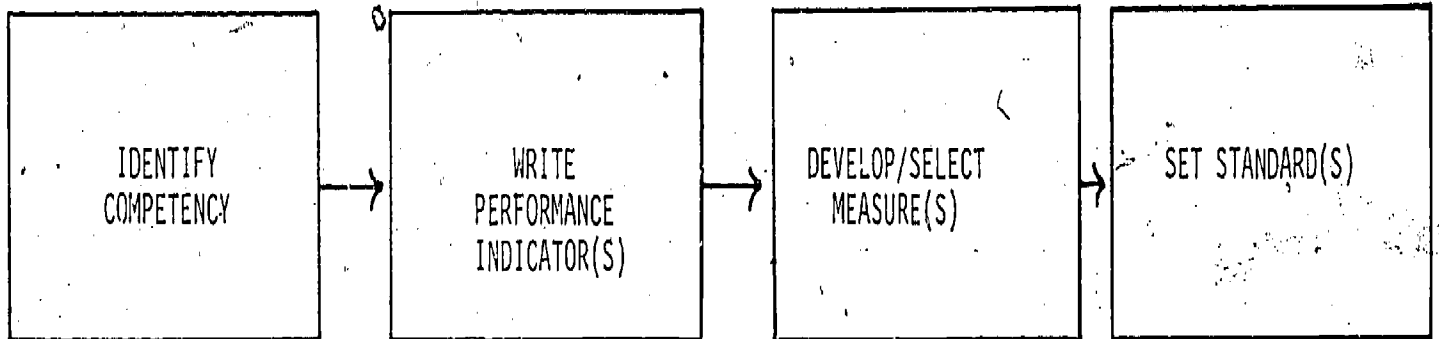 IDENTIFY
COMPETENCY
WRITE
PERFORMANCE
INDICATOR(S)
DEVELOP/SELECT
MEASURE(S)
SET STANDARD(S)